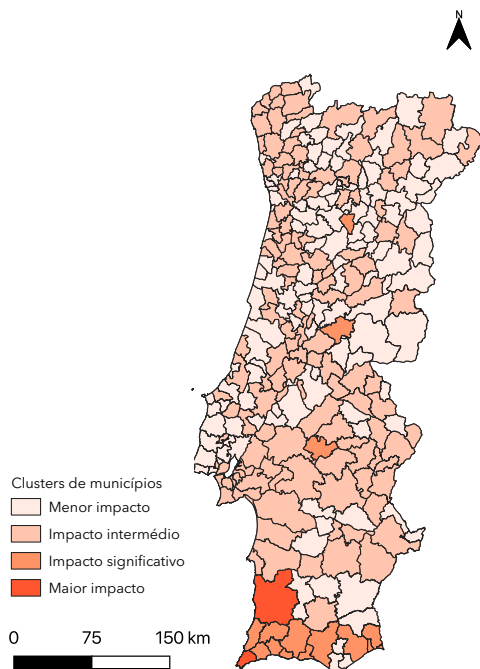 N
Clusters de municípios
Menor impacto
Impacto intermédio
Impacto significativo
Maior impacto
0 75 150 km